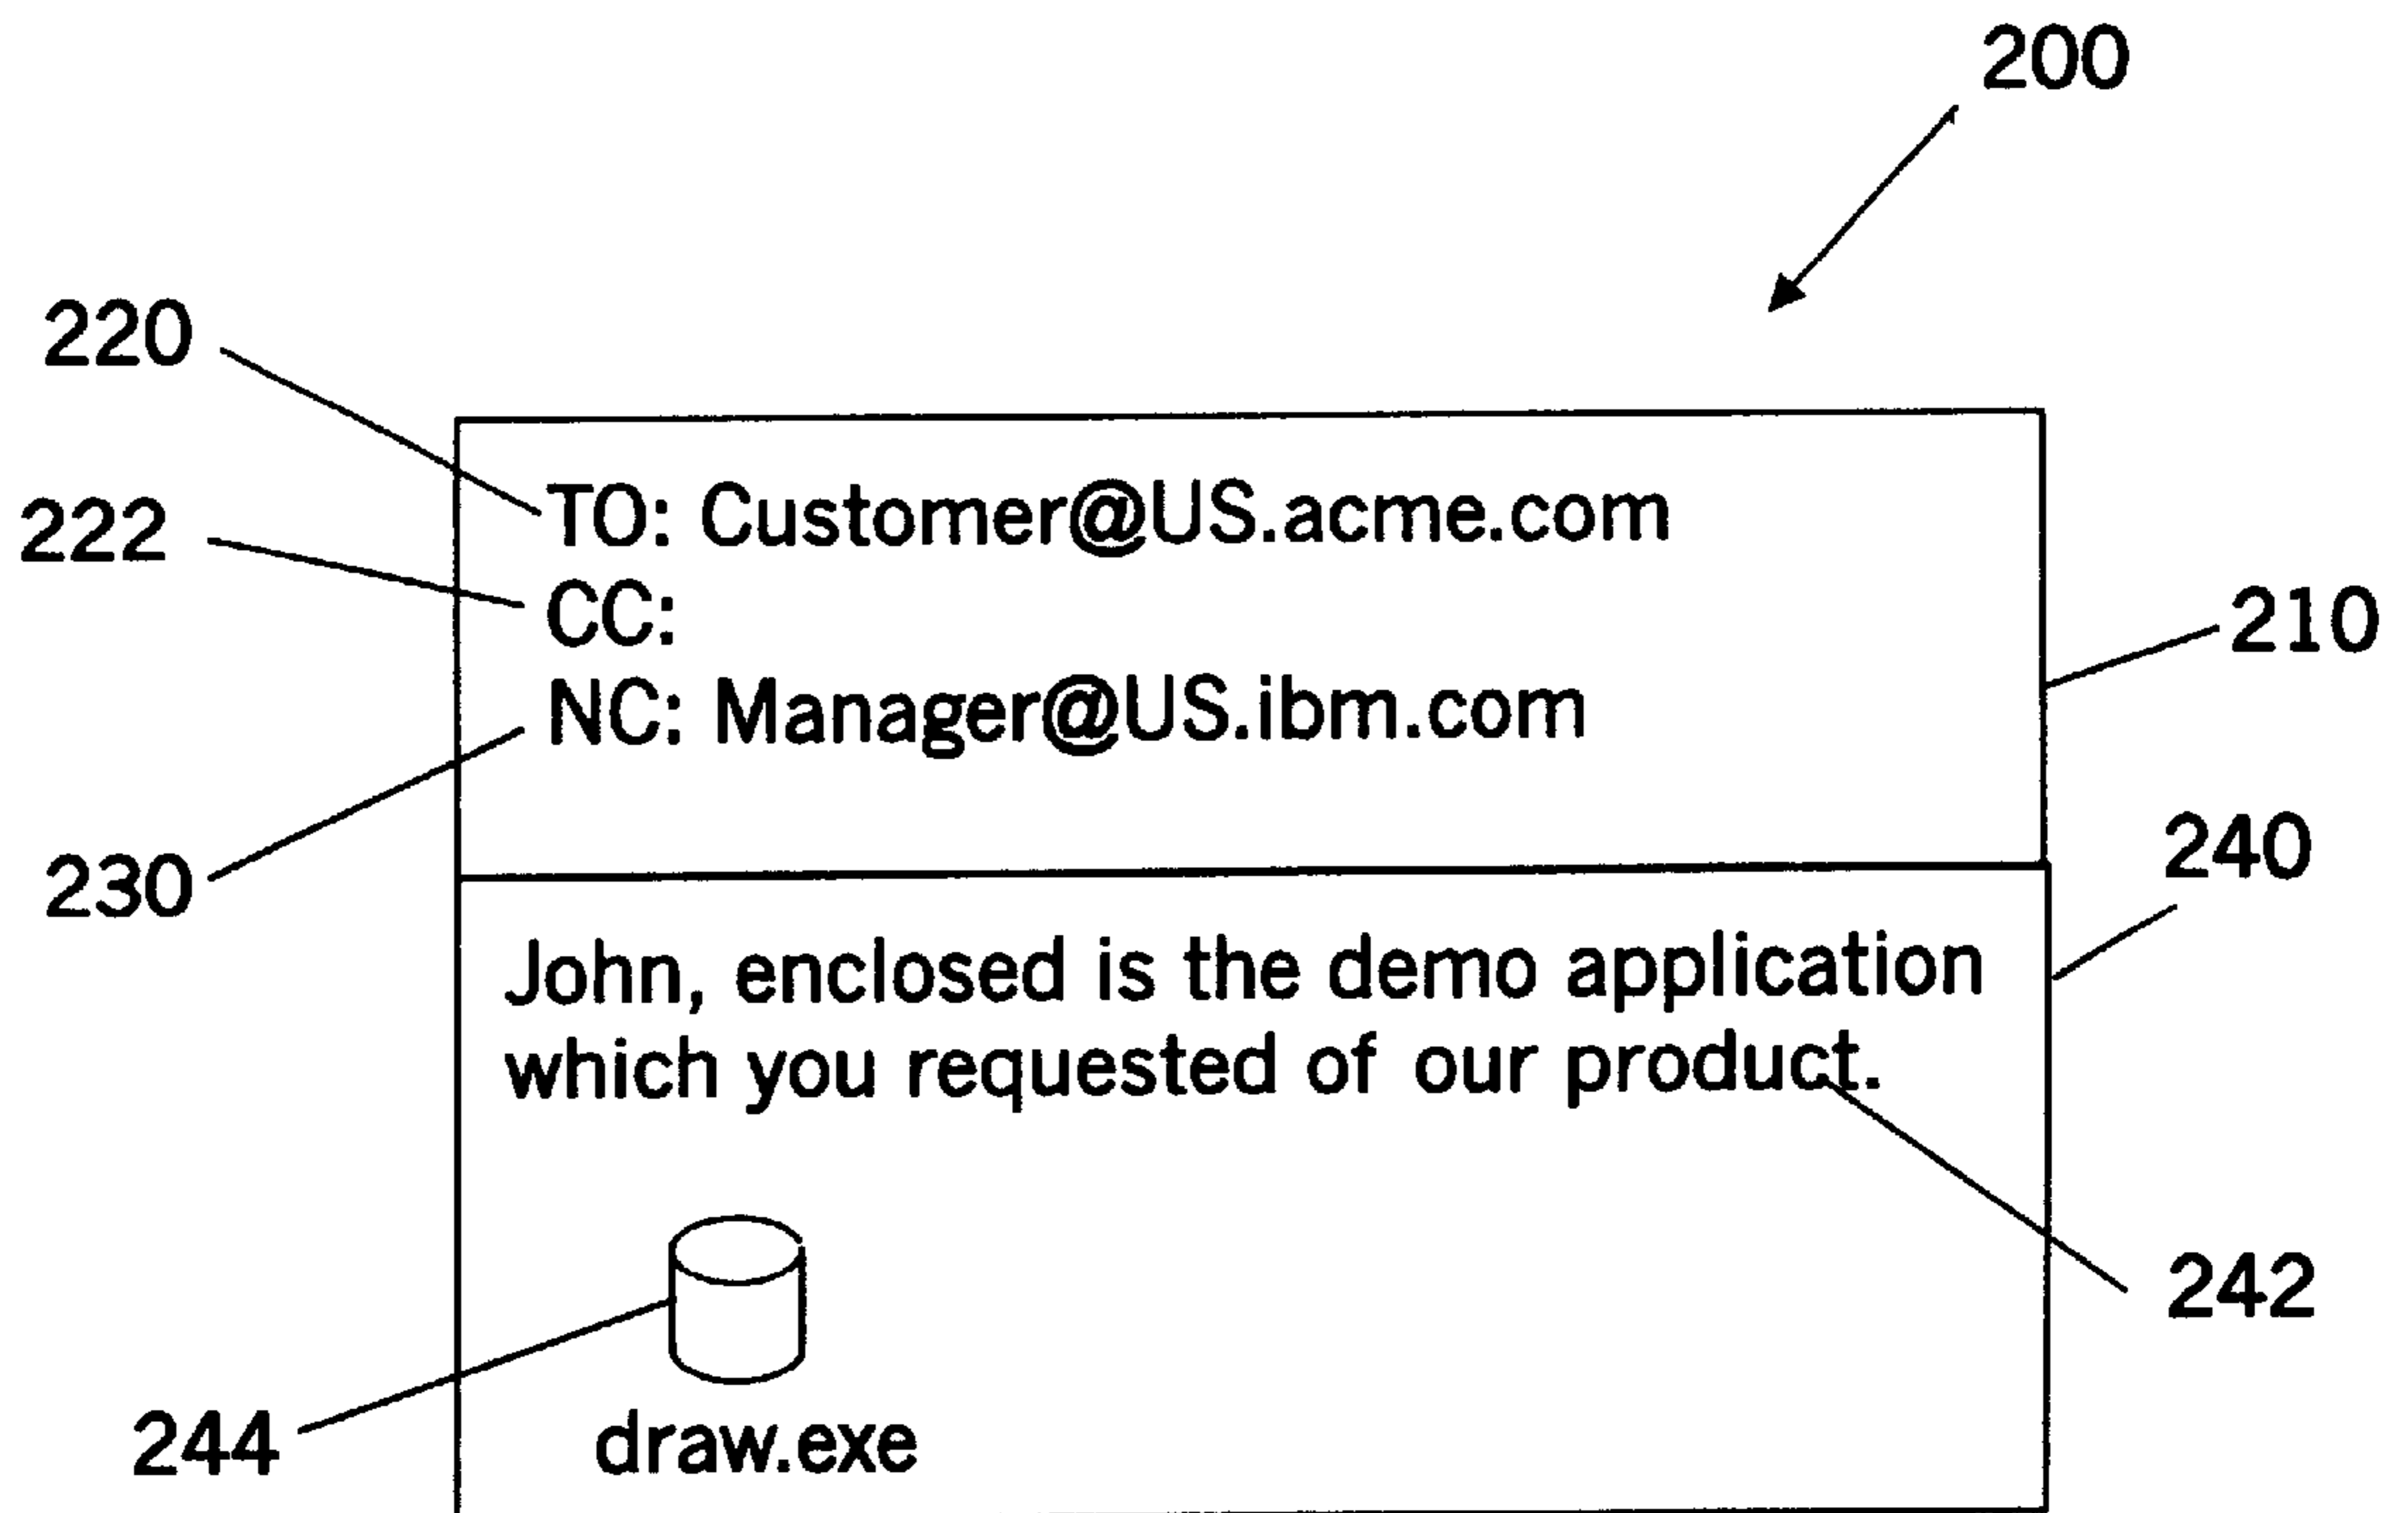 200
220
TO: Customer@US.acme.com
222
CC:
210
NC: Manager@US.ibm.com
230
240
John, enclosed is the demo application
which you requested of our product.
242
244
draw.exe